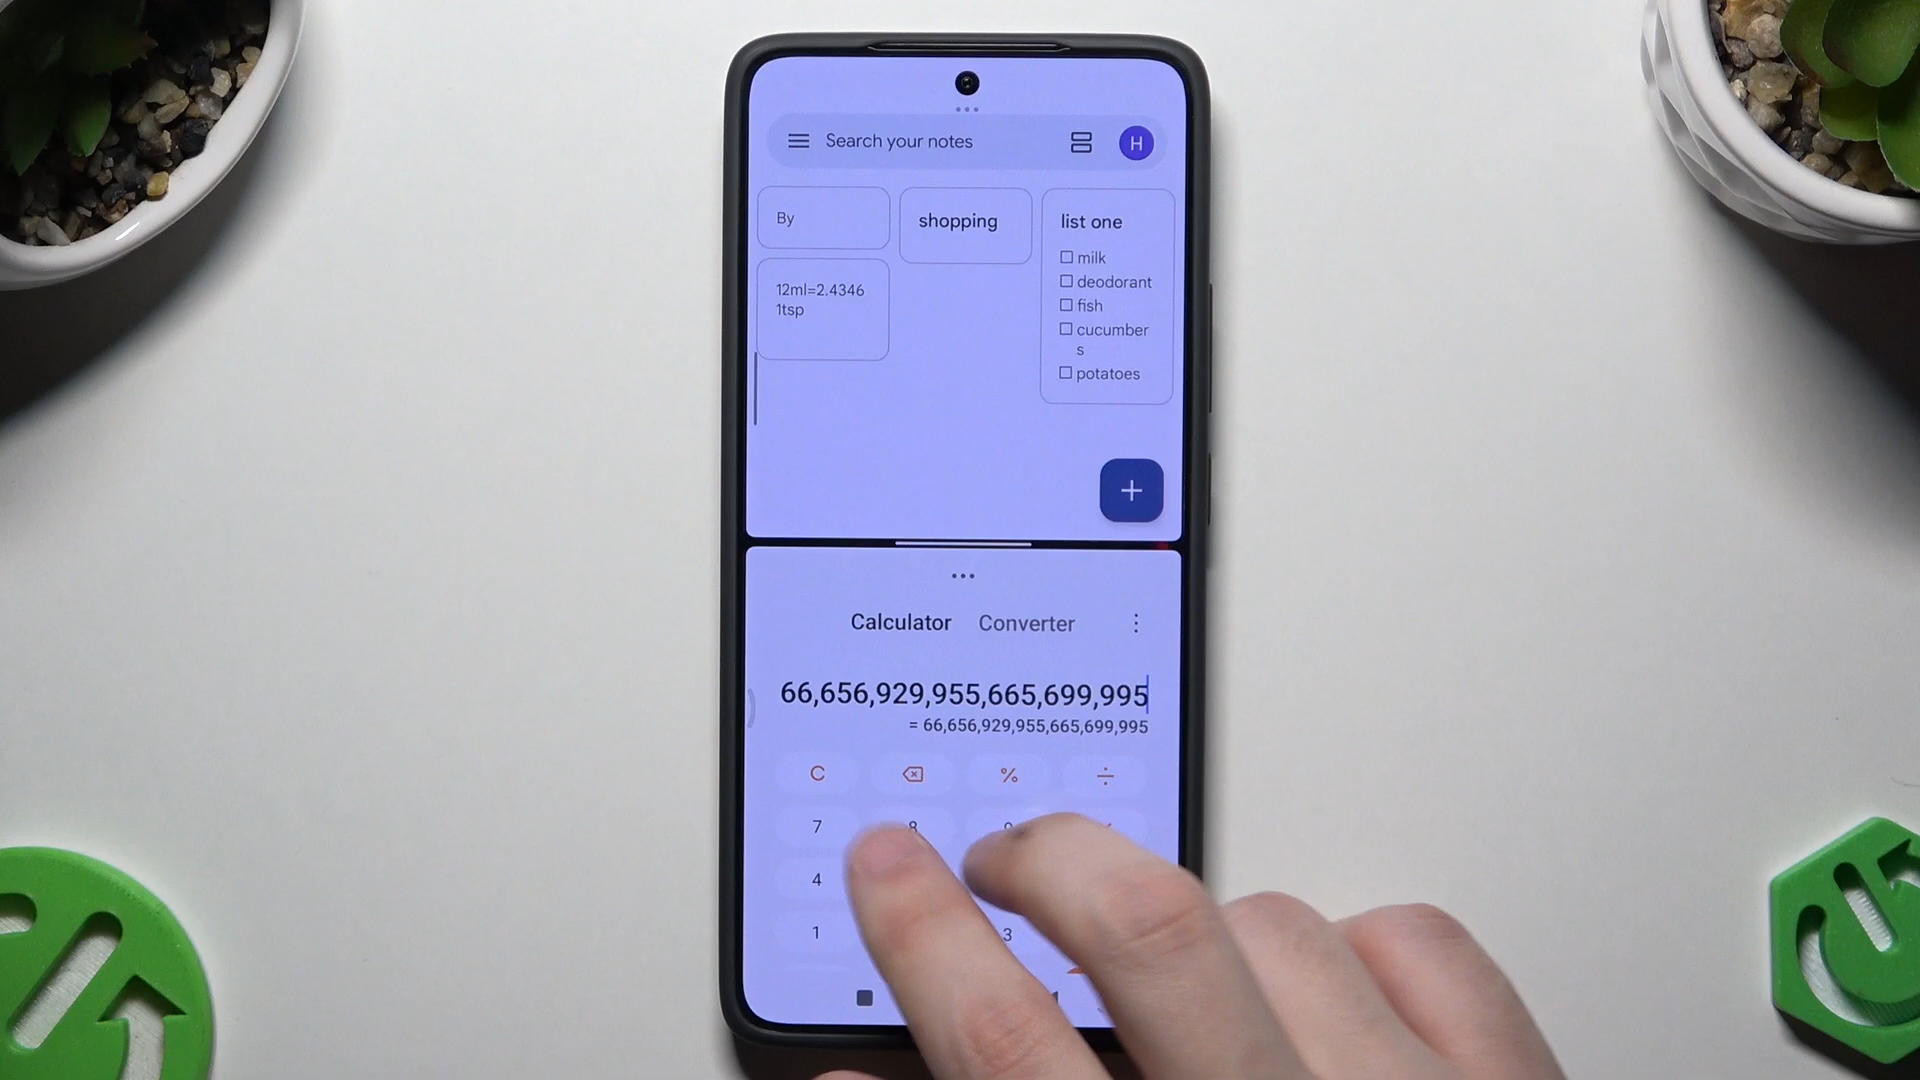 Search your notes
H
By
shopping
list one
milk
deodorant
fish
cucumber
s
potatoes
12ml=2.4346
1tsp
Calculator Converter
66,656,929,955,665,699,995
= 66,656,929,955,665,699,995
C % ÷
7 8 9
4
1 3